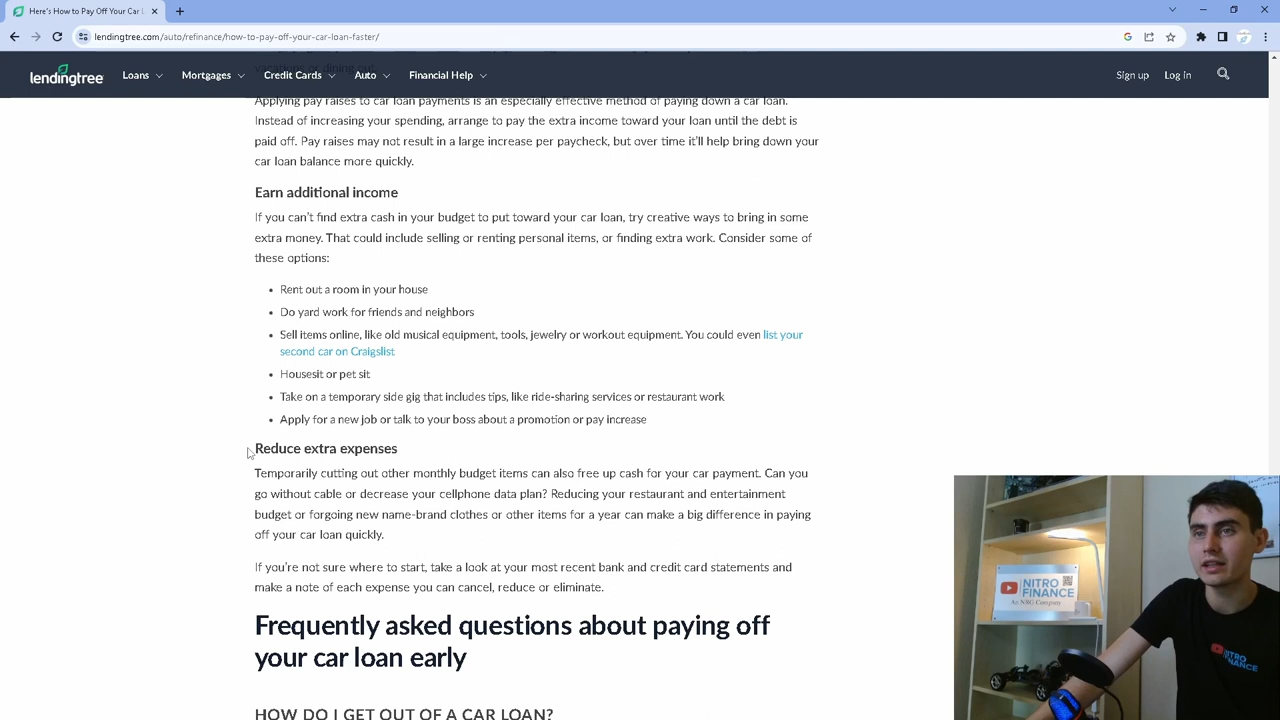 Here's How to Pay Off Your Car L
lendingtree.com/auto/refinance/how-to-pay-off-your-car-loan-faster/
lendingtree
Loans
Mortgages
Credit Cards
Auto
Financial Help
Sign up
Log in
vacations or dining out.
Applying pay raises to car loan payments is an especially effective method of paying down a car loan.
Instead of increasing your spending, arrange to pay the extra income toward your loan until the debt is
paid off. Pay raises may not result in a large increase per paycheck, but over time it'll help bring down your
car loan balance more quickly.
Earn additional income
If you can't find extra cash in your budget to put toward your car loan, try creative ways to bring in some
extra money. That could include selling or renting personal items, or finding extra work. Consider some of
these options:
• Rent out a room in your house
• Do yard work for friends and neighbors
• Sell items online, like old musical equipment, tools, jewelry or workout equipment. You could even list your
second car on Craigslist
• Housesit or pet sit
• Take on a temporary side gig that includes tips, like ride-sharing services or restaurant work
• Apply for a new job or talk to your boss about a promotion or pay increase
Reduce extra expenses
Temporarily cutting out other monthly budget items can also free up cash for your car payment. Can you
go without cable or decrease your cellphone data plan? Reducing your restaurant and entertainment
budget or forgoing new name-brand clothes or other items for a year can make a big difference in paying
off your car loan quickly.
If you're not sure where to start, take a look at your most recent bank and credit card statements and
make a note of each expense you can cancel, reduce or eliminate.
Frequently asked questions about paying off
your car loan early
HOW DO I GET OUT OF A CAR LOAN?
NITRO
FINANCE
An NRG Company
NITRO
FINANCE